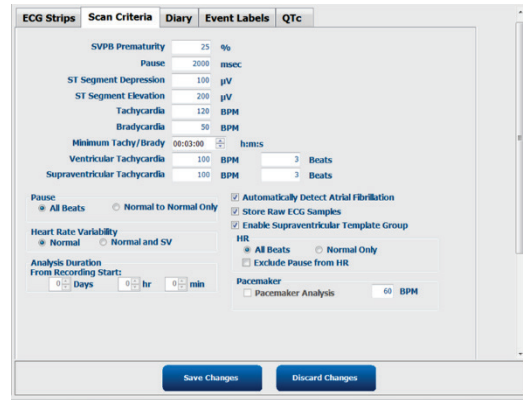 ECG Strips Scan Criteria Diary Event Labels QTc
SVPB Prematurity 25 %
Pause 2000 msec
ST Segment Depression 100 µV
ST Segment Elevation 200 µV
Tachycardia 120 BPM
Bradycardia 50 BPM
Minimum Tachy/Brady 00:03:00 h:m:s
Ventricular Tachycardia 100 BPM 3 Beats
Supraventricular Tachycardia 100 BPM 3 Beats
Pause
All Beats Normal to Normal Only
Heart Rate Variability
Normal Normal and SV
Analysis Duration
From Recording Start:
0 Days 0 hr 0 min
Automatically Detect Atrial Fibrillation
Store Raw ECG Samples
Enable Supraventricular Template Group
HR
All Beats Normal Only
Exclude Pause from HR
Pacemaker
Pacemaker Analysis 60 BPM
Save Changes Discard Changes